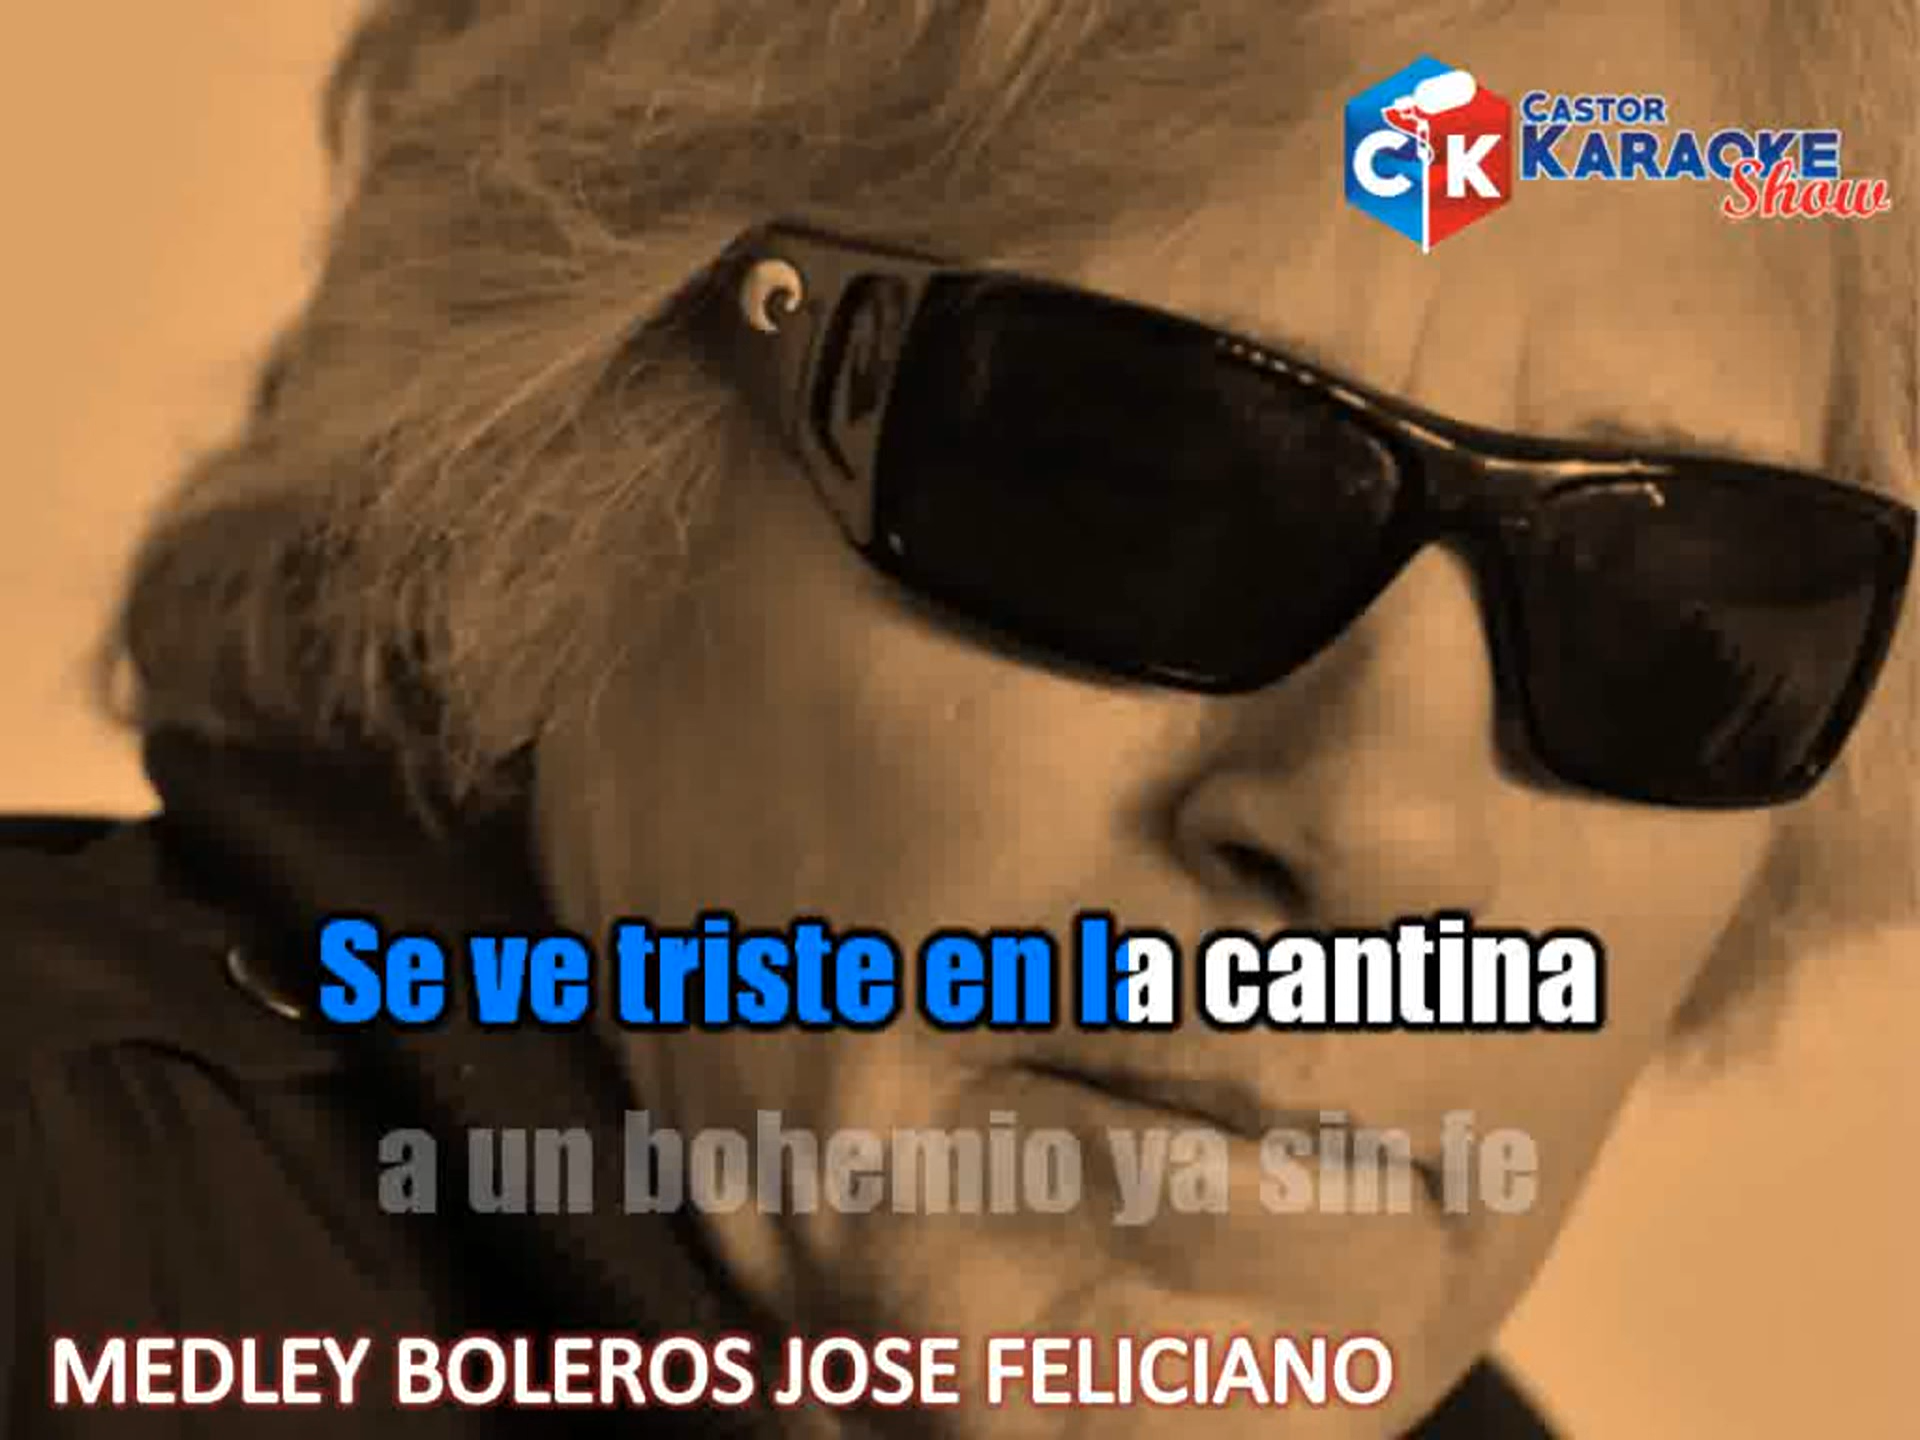 CASTOR
KARAOKE
Show
CK
Se ve triste en la cantina
a un bohemio ya sin fe
MEDLEY BOLEROS JOSE FELICIANO